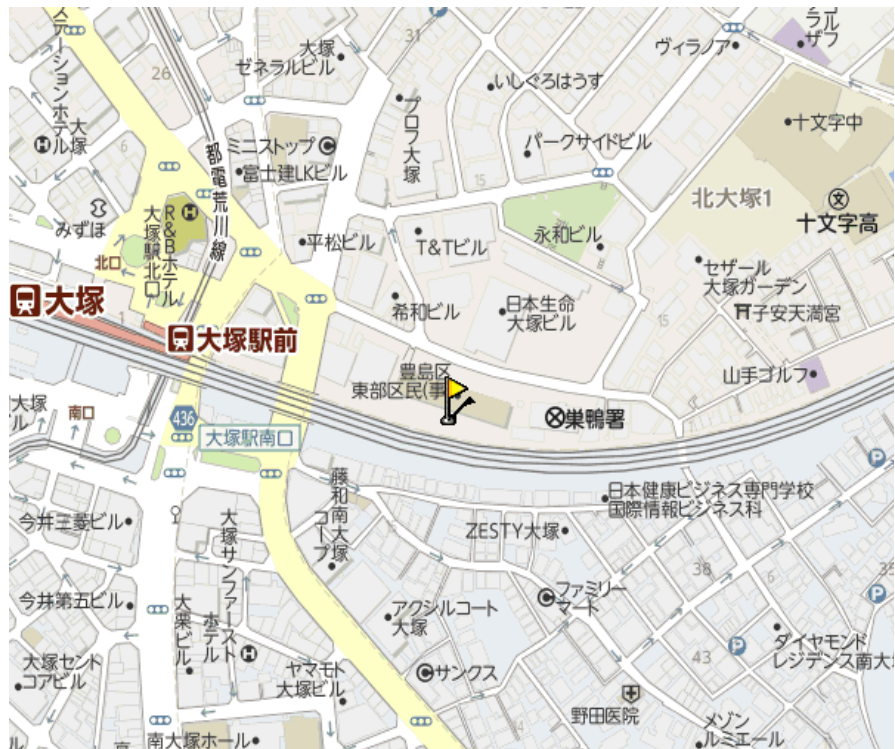 ステーションホテル
大塚
ゼネラルビル
31
P
ヴィラノア
ラ
ルザフ
26
いしぐろはうす
大塚
H
都電荒川線
ミニストップ
C
富士建LKビル
プロフ大塚
パークサイドビル
15
十文字中
文
十文字高
北大塚1
1
みずほ
R&Bホテル
大塚駅北口
H
北口
平松ビル
T&Tビル
永和ビル
15
セザール
大塚ガーデン
子安天満宮
希和ビル
日本生命
大塚ビル
大塚
1
大塚駅前
豊島区
東部区民(事
巣鴨署
山手ゴルフ
大塚
ル
南口
436
大塚駅南口
藤和南大塚
コープ
日本健康ビジネス専門学校
国際情報ビジネス科
P
今井三菱ビル
大塚サンファースト
ホテル
H
ZESTY大塚
38
6
35
P
今井第五ビル
大栗ビル
アクシルコート
大塚
C
ファミリー
マート
P
ダイヤモンド
レジデンス南大
大塚セント
コアビル
ヤマモト
大塚ビル
C
サンクス
43
野田医院
メゾン
ルミエール
南大塚ホール